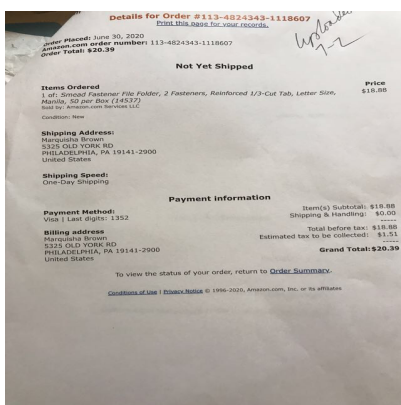 Details for Order #113-4824343-1118607
Print this page for your records.
Uploaded
7-2
Order Placed: June 30, 2020
Amazon.com order number: 113-4824343-1118607
Order Total: $20.39
Not Yet Shipped
Items Ordered Price
1 of: Smead Fastener File Folder, 2 Fasteners, Reinforced 1/3-Cut Tab, Letter Size, $18.88
Manila, 50 per Box (14537)
Sold by: Amazon.com Services LLC
Condition: New
Shipping Address:
Marquisha Brown
5325 OLD YORK RD
PHILADELPHIA, PA 19141-2900
United States
Shipping Speed:
One-Day Shipping
Payment information
Payment Method:
Visa | Last digits: 1352
Billing address
Marquisha Brown
5325 OLD YORK RD
PHILADELPHIA, PA 19141-2900
United States
Item(s) Subtotal: $18.88
Shipping & Handling: $0.00
-----
Total before tax: $18.88
Estimated tax to be collected: $1.51
-----
Grand Total: $20.39
To view the status of your order, return to Order Summary.
Conditions of Use | Privacy Notice © 1996-2020, Amazon.com, Inc. or its affiliates